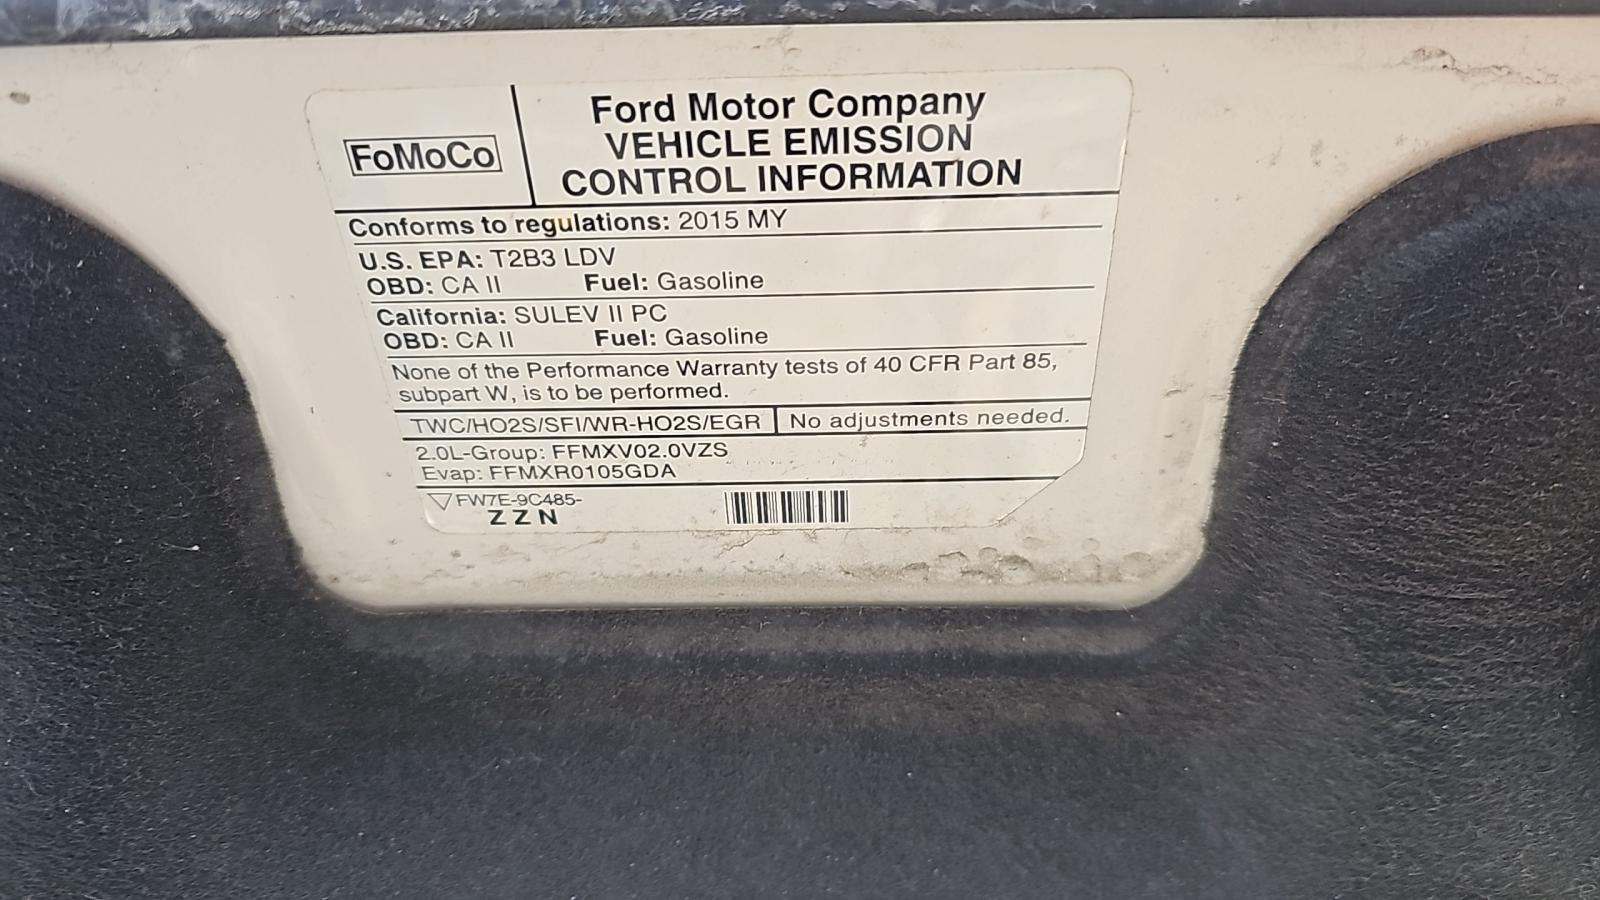 FoMoCo
Ford Motor Company
VEHICLE EMISSION
CONTROL INFORMATION
Conforms to regulations: 2015 MY
U.S. EPA: T2B3 LDV
OBD: CA II Fuel: Gasoline
California: SULEV II PC
OBD: CA II Fuel: Gasoline
None of the Performance Warranty tests of 40 CFR Part 85,
subpart W, is to be performed.
TWC/HO2S/SFI/WR-HO2S/EGR No adjustments needed.
2.0L-Group: FFMXV02.0VZS
Evap: FFMXR0105GDA
FW7E-9C485-
ZZN